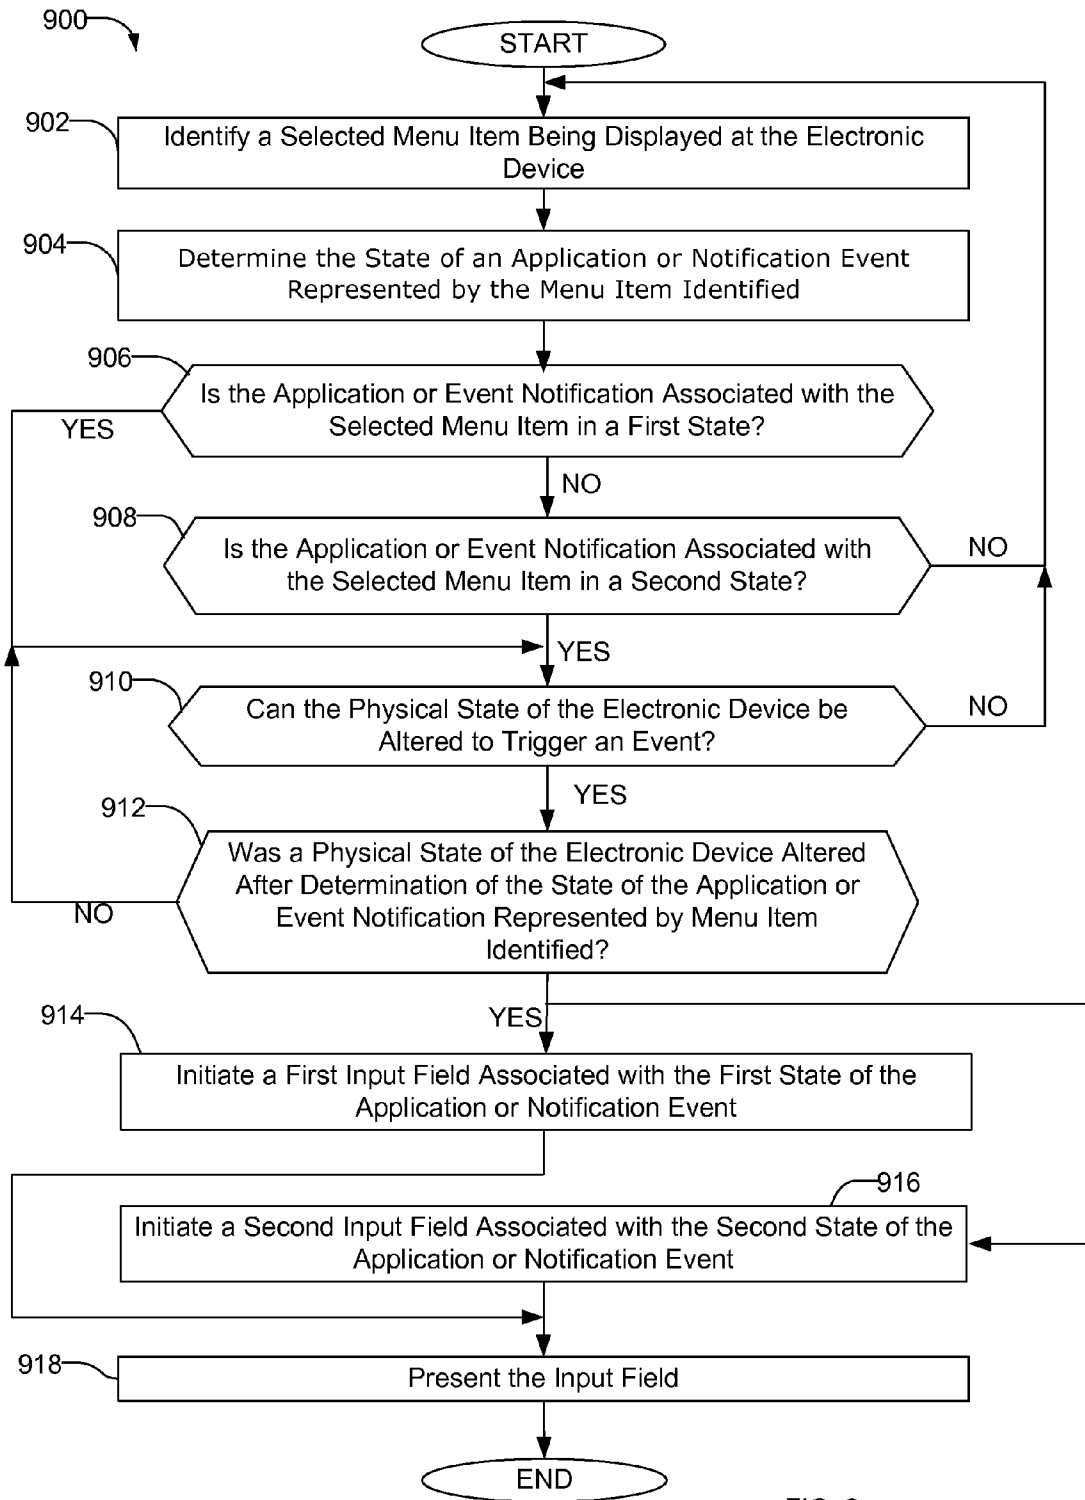 900
START
902
Identify a Selected Menu Item Being Displayed at the Electronic
Device
904
Determine the State of an Application or Notification Event
Represented by the Menu Item Identified
906
Is the Application or Event Notification Associated with the
Selected Menu Item in a First State?
YES
NO
908
Is the Application or Event Notification Associated with
the Selected Menu Item in a Second State?
NO
YES
910
Can the Physical State of the Electronic Device be
Altered to Trigger an Event?
NO
YES
912
Was a Physical State of the Electronic Device Altered
After Determination of the State of the Application or
Event Notification Represented by Menu Item
Identified?
NO
YES
914
Initiate a First Input Field Associated with the First State of the
Application or Notification Event
916
Initiate a Second Input Field Associated with the Second State of the
Application or Notification Event
918
Present the Input Field
END